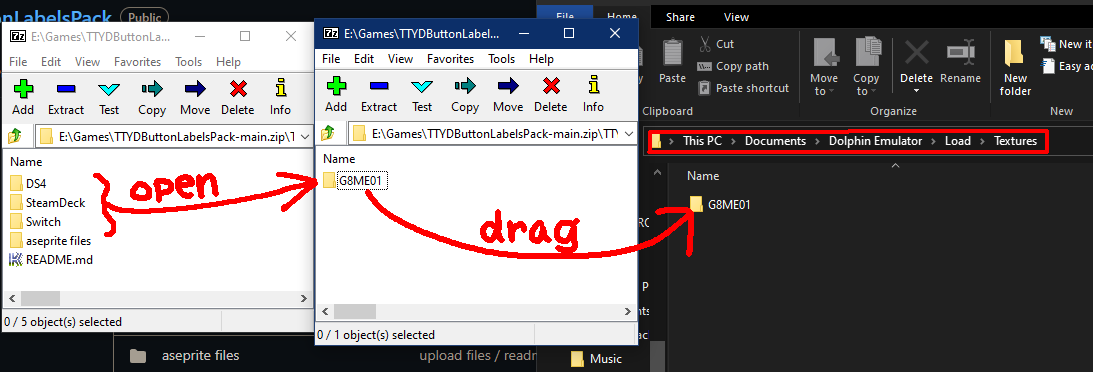 onLabelsPack Public
E:\Games\TTYDButtonLa...
File Edit View Favorites Tools Help
Add Extract Test Copy Move Delete Info
E:\Games\TTYDButtonLabelsPack-main.zip\T
Name
DS4
SteamDeck
Switch
aseprite files
README.md
0 / 5 object(s) selected
open
E:\Games\TTYDButtonLabel...
File Edit View Favorites Tools Help
Add Extract Test Copy Move Delete Info
E:\Games\TTYDButtonLabelsPack-main.zip\TTY
Name
G8ME01
0 / 1 object(s) selected
drag
File Home Share View
Paste
Cut
Copy path
Paste shortcut
Clipboard
Move to
Copy to
Delete
Rename
Organize
New folder
New it
Easy ac
New
This PC Documents Dolphin Emulator Load Textures
Name
G8ME01
Music
aseprite files upload files / readm